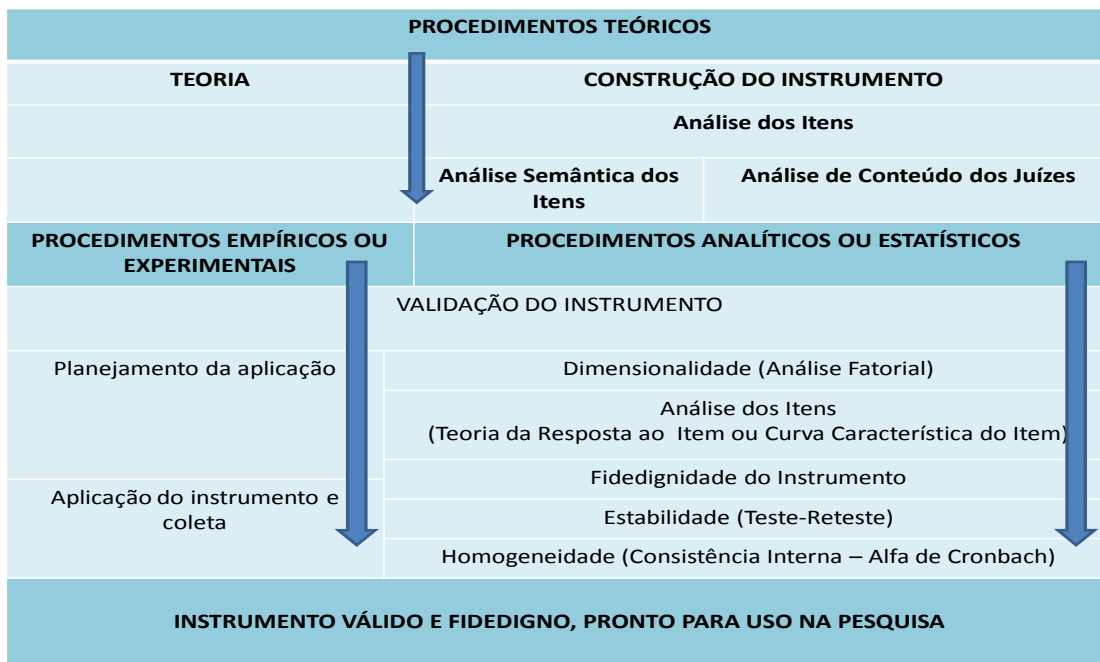 PROCEDIMENTOS TEÓRICOS
TEORIA
CONSTRUÇÃO DO INSTRUMENTO
Análise dos Itens
Análise Semântica dos
Itens
Análise de Conteúdo dos Juízes
PROCEDIMENTOS EMPÍRICOS OU
EXPERIMENTAIS
PROCEDIMENTOS ANALÍTICOS OU ESTATÍSTICOS
VALIDAÇÃO DO INSTRUMENTO
Planejamento da aplicação
Dimensionalidade (Análise Fatorial)
Análise dos Itens
(Teoria da Resposta ao Item ou Curva Característica do Item)
Fidedignidade do Instrumento
Aplicação do instrumento e
coleta
Estabilidade (Teste-Reteste)
Homogeneidade (Consistência Interna – Alfa de Cronbach)
INSTRUMENTO VÁLIDO E FIDEDIGNO, PRONTO PARA USO NA PESQUISA